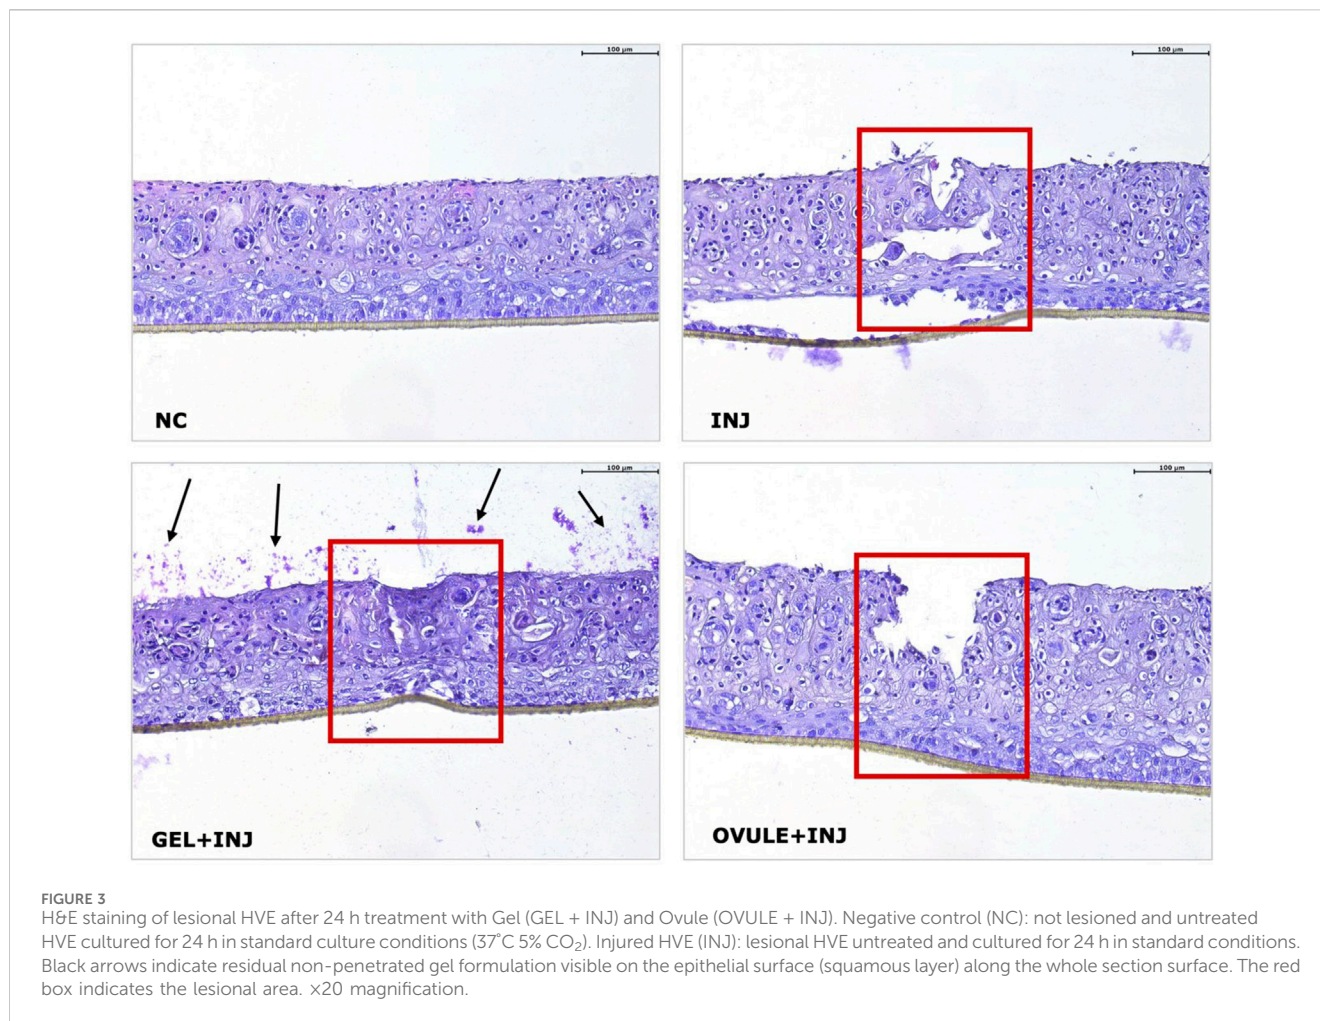 100 µm
100 µm
NC
INJ
100 µm
100 µm
GEL+INJ
OVULE+INJ
FIGURE 3
H&E staining of lesional HVE after 24 h treatment with Gel (GEL + INJ) and Ovule (OVULE + INJ). Negative control (NC): not lesioned and untreated
HVE cultured for 24 h in standard culture conditions (37°C 5% CO₂). Injured HVE (INJ): lesional HVE untreated and cultured for 24 h in standard conditions.
Black arrows indicate residual non-penetrated gel formulation visible on the epithelial surface (squamous layer) along the whole section surface. The red
box indicates the lesional area. ×20 magnification.